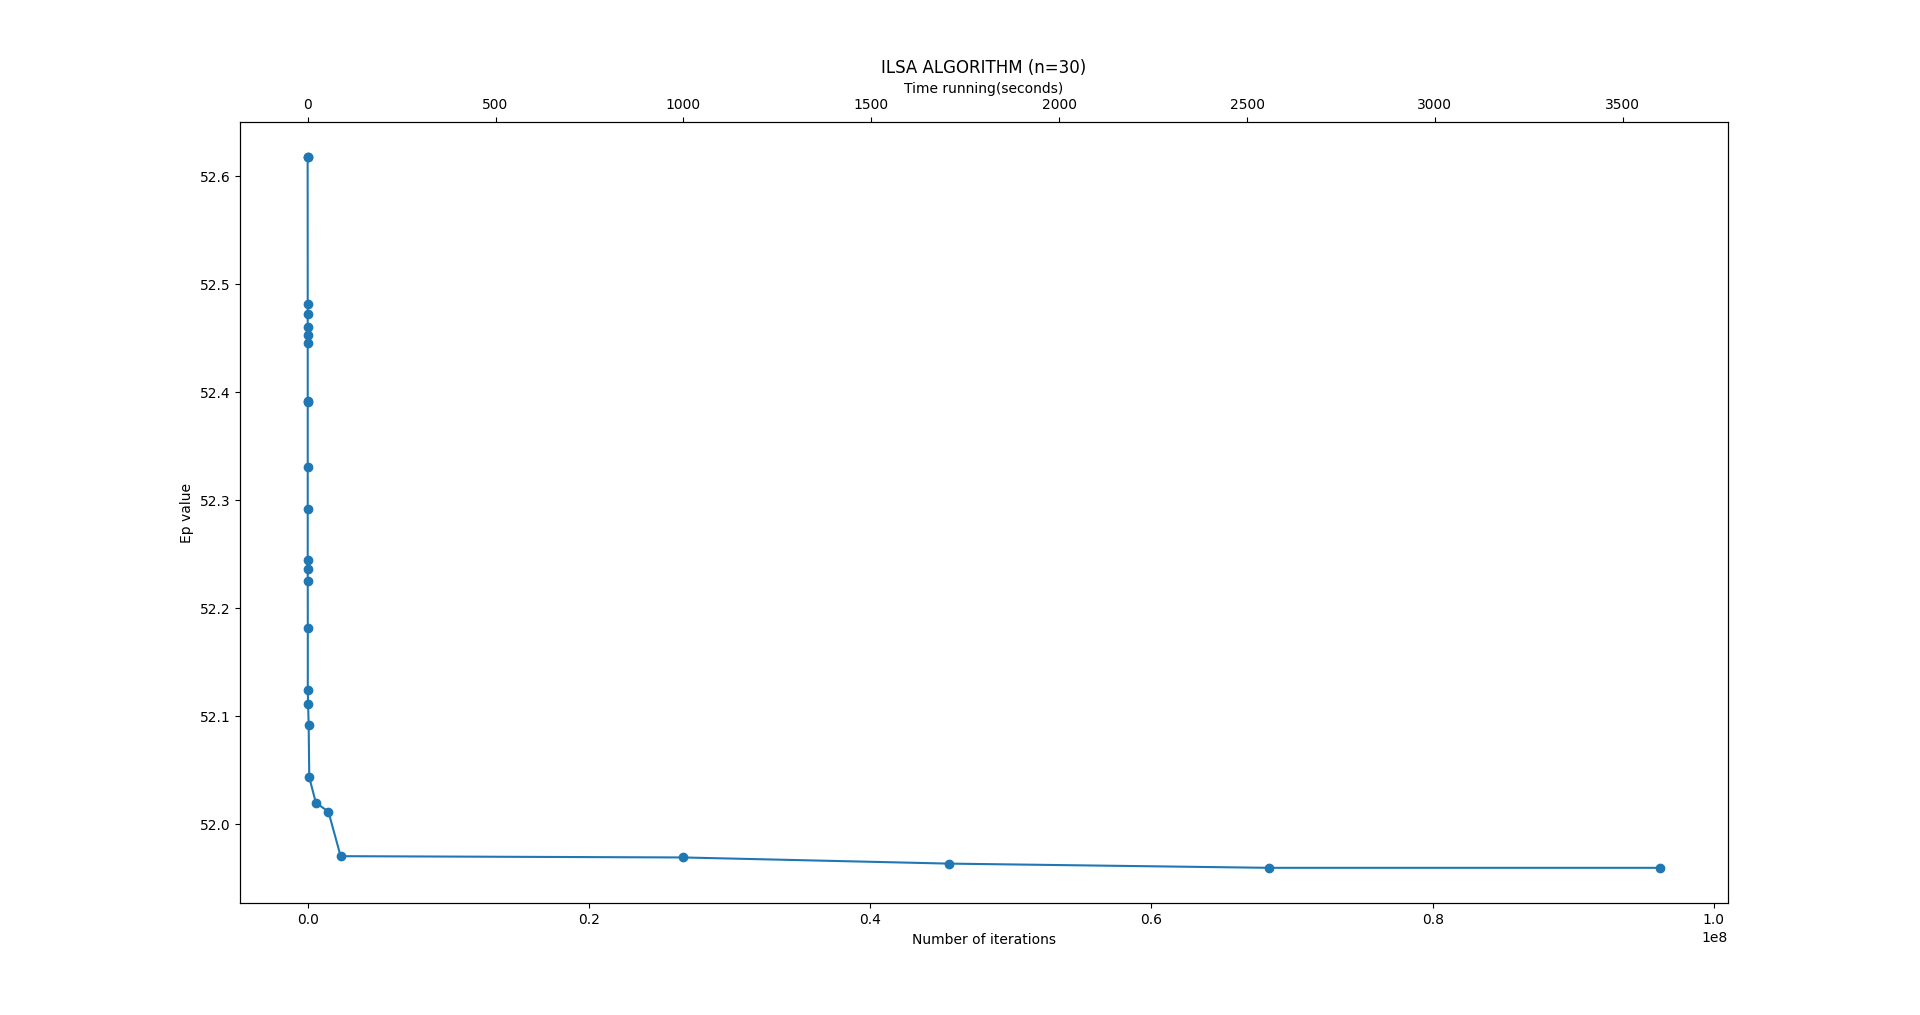 ILSA ALGORITHM (n=30)
Time running(seconds)
0 500 1000 1500 2000 2500 3000 3500
52.6
52.5
52.4
52.3
52.2
52.1
52.0
Ep value
0.0 0.2 0.4 0.6 0.8 1.0
1e8
Number of iterations